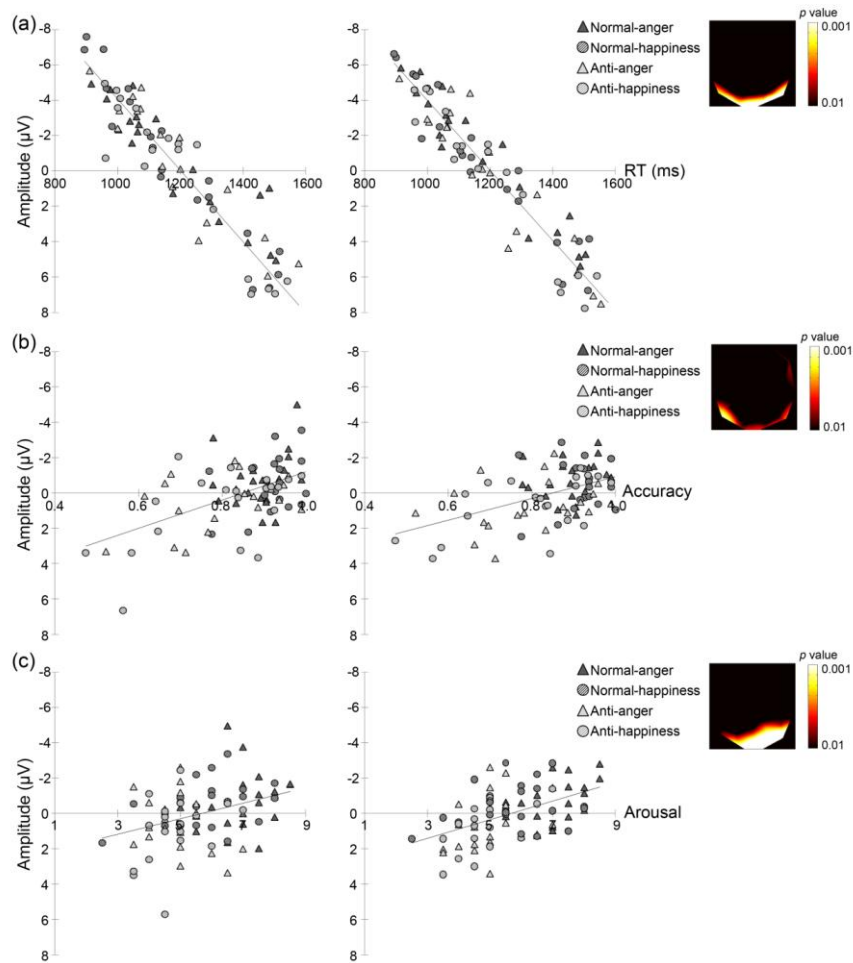 (a)
Amplitude (μV)
-8
-6
-4
-2
0
2
4
6
8
800 1000 1200 1400 1600
-8
-6
-4
-2
0
2
4
6
8
800 1000 1200 1400 1600
RT (ms)
Normal-anger
Normal-happiness
Anti-anger
Anti-happiness
p value
0.001
0.01
(b)
Amplitude (μV)
-8
-6
-4
-2
0
2
4
6
8
0.4 0.6 0.8 1.0
-8
-6
-4
-2
0
2
4
6
8
0.4 0.6 0.8 1.0
Accuracy
Normal-anger
Normal-happiness
Anti-anger
Anti-happiness
p value
0.001
0.01
(c)
Amplitude (μV)
-8
-6
-4
-2
0
2
4
6
8
1 3 5 7 9
-8
-6
-4
-2
0
2
4
6
8
1 3 5 7 9
Arousal
Normal-anger
Normal-happiness
Anti-anger
Anti-happiness
p value
0.001
0.01